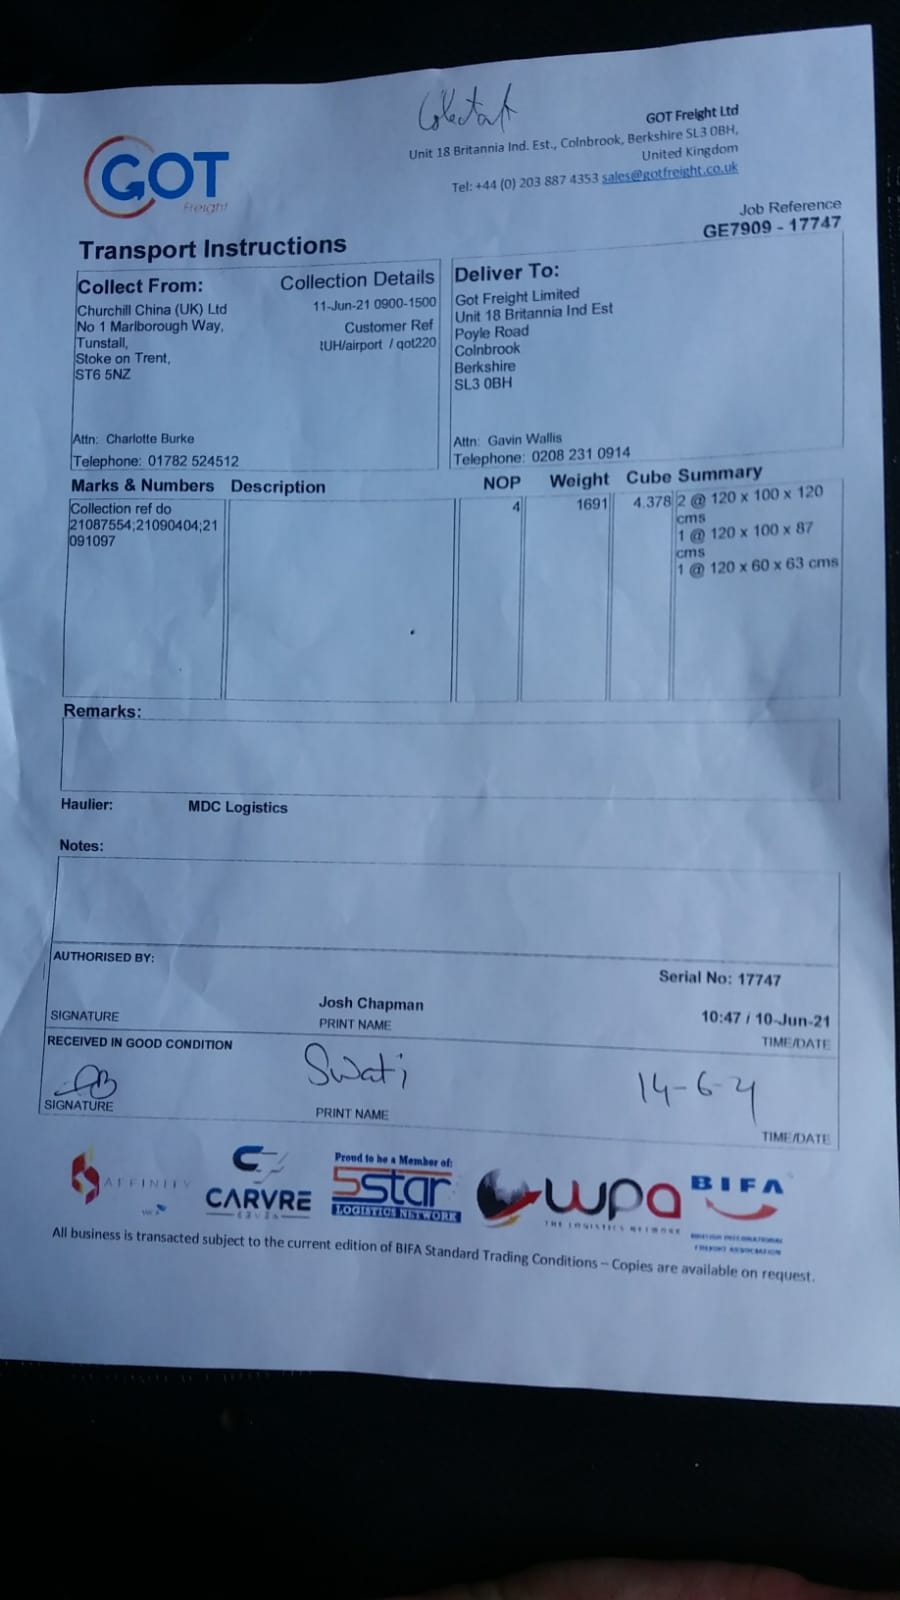 GOT Freight Ltd
Unit 18 Britannia Ind. Est., Colnbrook, Berkshire SL3 0BH,
United Kingdom
Tel: +44 (0) 203 887 4353 sales@gotfreight.co.uk
GOT
Freight
Job Reference
GE7909 - 17747
Transport Instructions
Collect From: Collection Details
Churchill China (UK) Ltd 11-Jun-21 0900-1500
No 1 Marlborough Way, Customer Ref
Tunstall, UH/airport / got220
Stoke on Trent,
ST6 5NZ
Attn: Charlotte Burke
Telephone: 01782 524512
Deliver To:
Got Freight Limited
Unit 18 Britannia Ind Est
Poyle Road
Colnbrook
Berkshire
SL3 0BH
Attn: Gavin Wallis
Telephone: 0208 231 0914
Marks & Numbers Description NOP Weight Cube Summary
Collection ref do 4 1691 4.378 2 @ 120 x 100 x 120
21087554;21090404;21 cms
091097 1 @ 120 x 100 x 87
cms
1 @ 120 x 60 x 63 cms
Remarks:
Haulier: MDC Logistics
Notes:
AUTHORISED BY:
Serial No: 17747
Josh Chapman 10:47 / 10-Jun-21
SIGNATURE PRINT NAME TIME/DATE
RECEIVED IN GOOD CONDITION
Swati 14-6-21
SIGNATURE PRINT NAME TIME/DATE
AFFINITY
CARVRE
Proud to be a Member of:
5star
LOGISTICS NETWORK
wpa
THE LOGISTICS NETWORK
BIFA
BRITISH INTERNATIONAL
FREIGHT ASSOCIATION
All business is transacted subject to the current edition of BIFA Standard Trading Conditions – Copies are available on request.